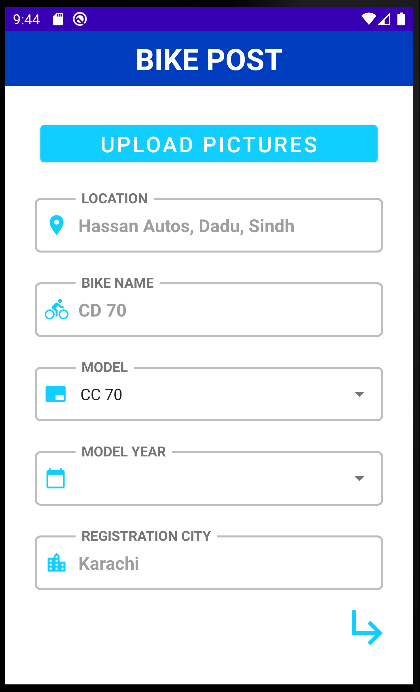 9:44
BIKE POST
UPLOAD PICTURES
LOCATION
Hassan Autos, Dadu, Sindh
BIKE NAME
CD 70
MODEL
CC 70
MODEL YEAR
REGISTRATION CITY
Karachi